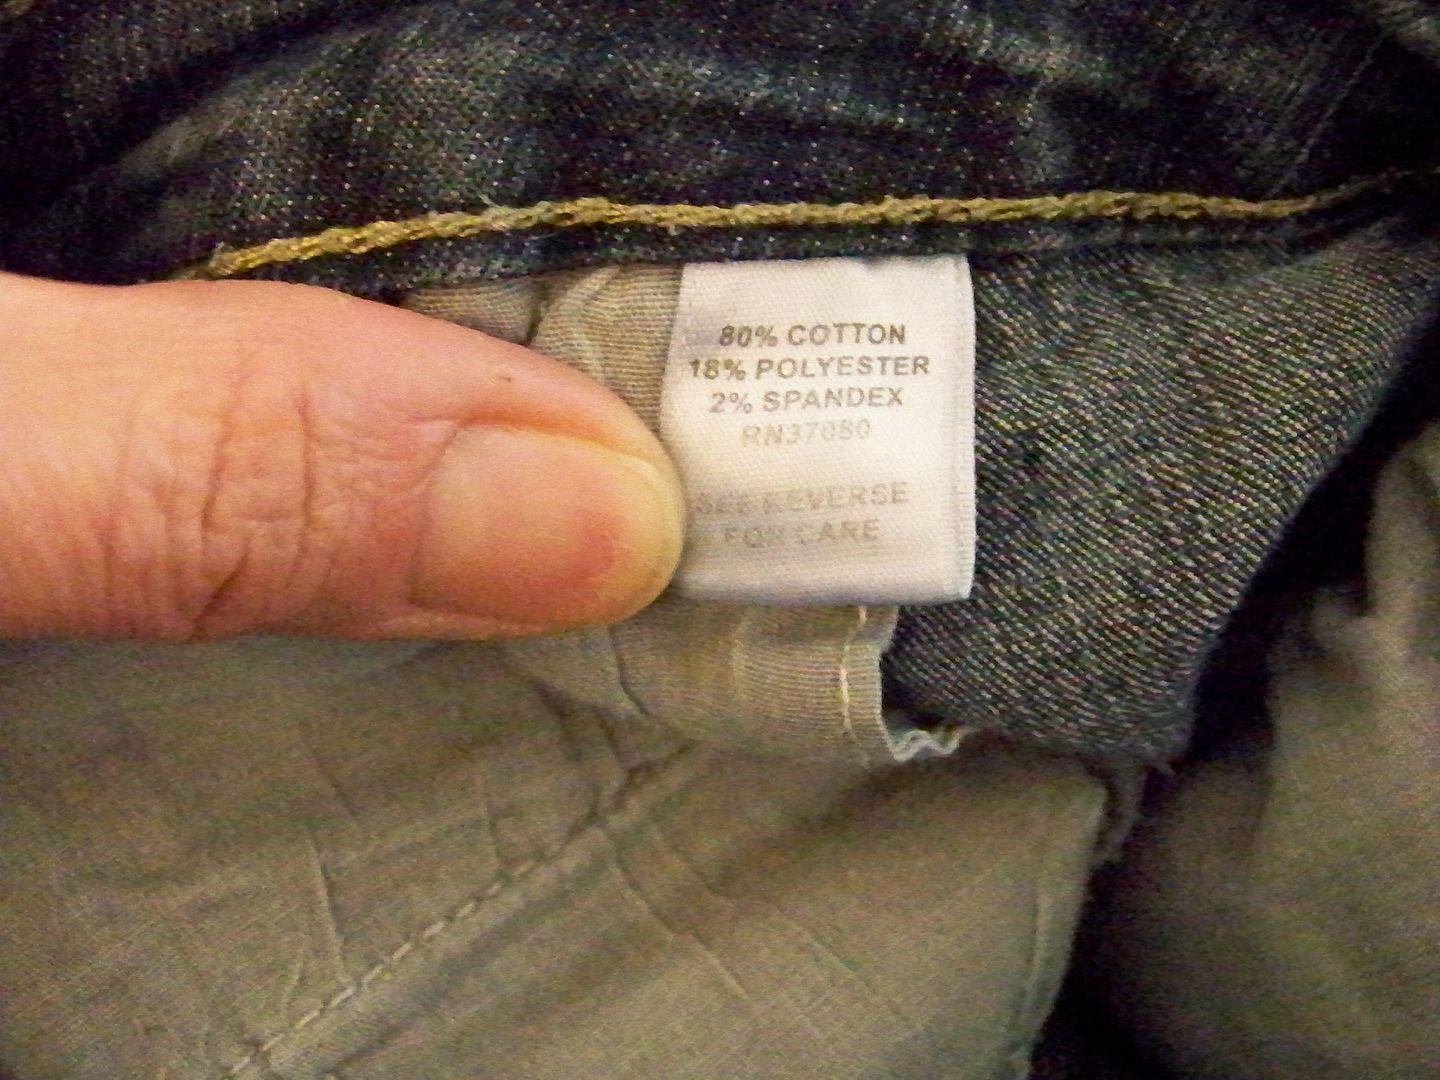 80% COTTON
18% POLYESTER
2% SPANDEX
RN37080
SEE REVERSE
FOR CARE